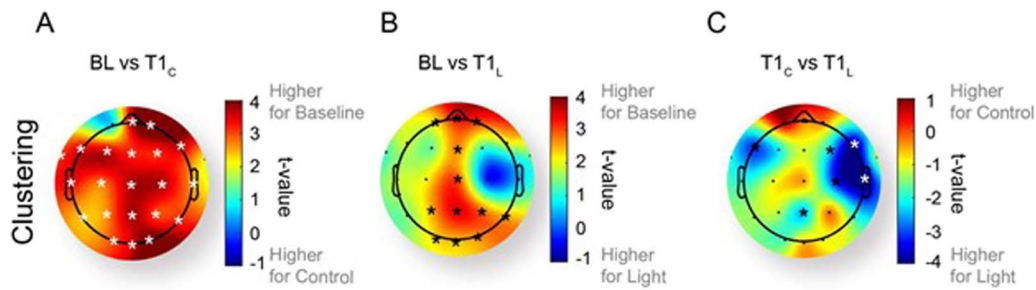 A
B
C
BL vs T1C
BL vs T1L
T1C vs T1L
Clustering
4
3
2
1
0
-1
t-value
Higher
for Baseline
Higher
for Control
4
3
2
1
0
-1
t-value
Higher
for Baseline
Higher
for Light
1
0
-1
-2
-3
-4
t-value
Higher
for Control
Higher
for Light